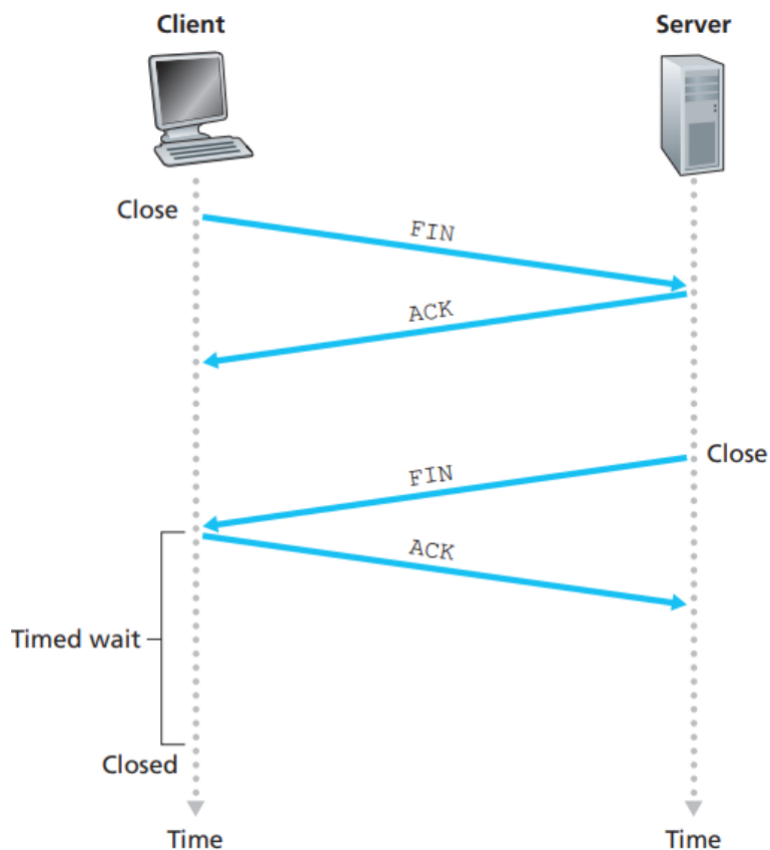 Client
Server
Close
FIN
ACK
Close
FIN
ACK
Timed wait
Closed
Time
Time